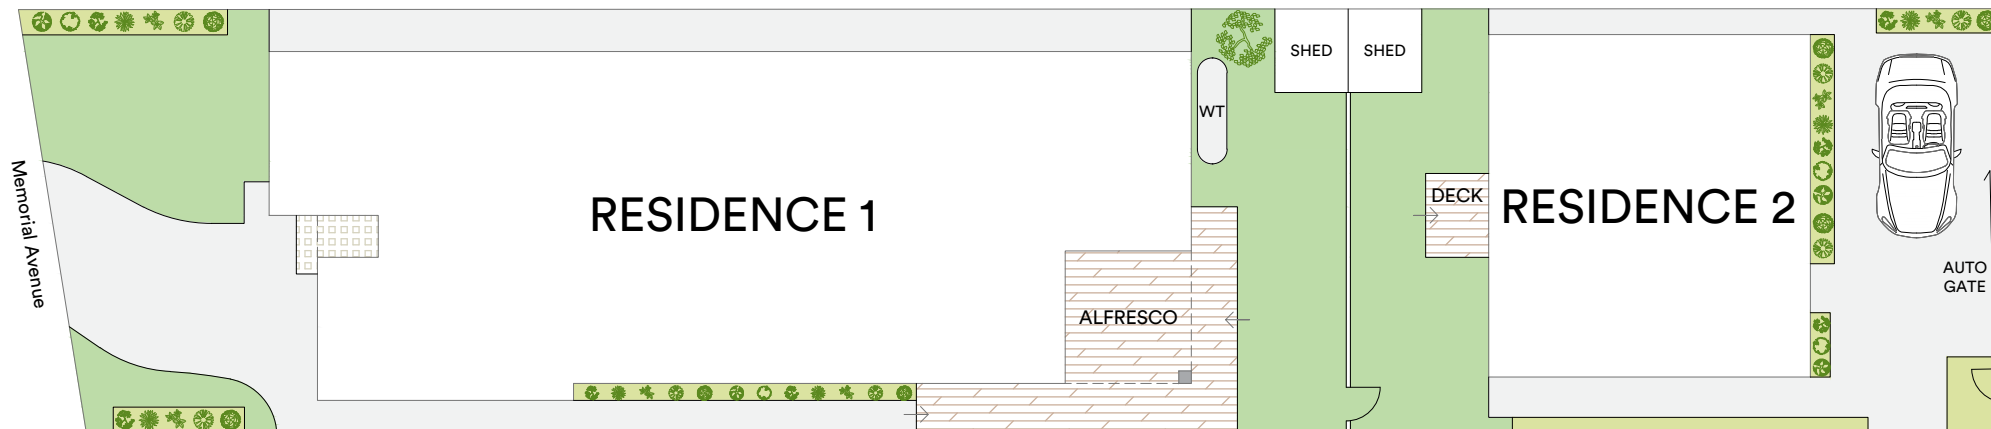 SHED
SHED
WT
Memorial Avenue
RESIDENCE 1
DECK
RESIDENCE 2
AUTO
GATE
ALFRESCO